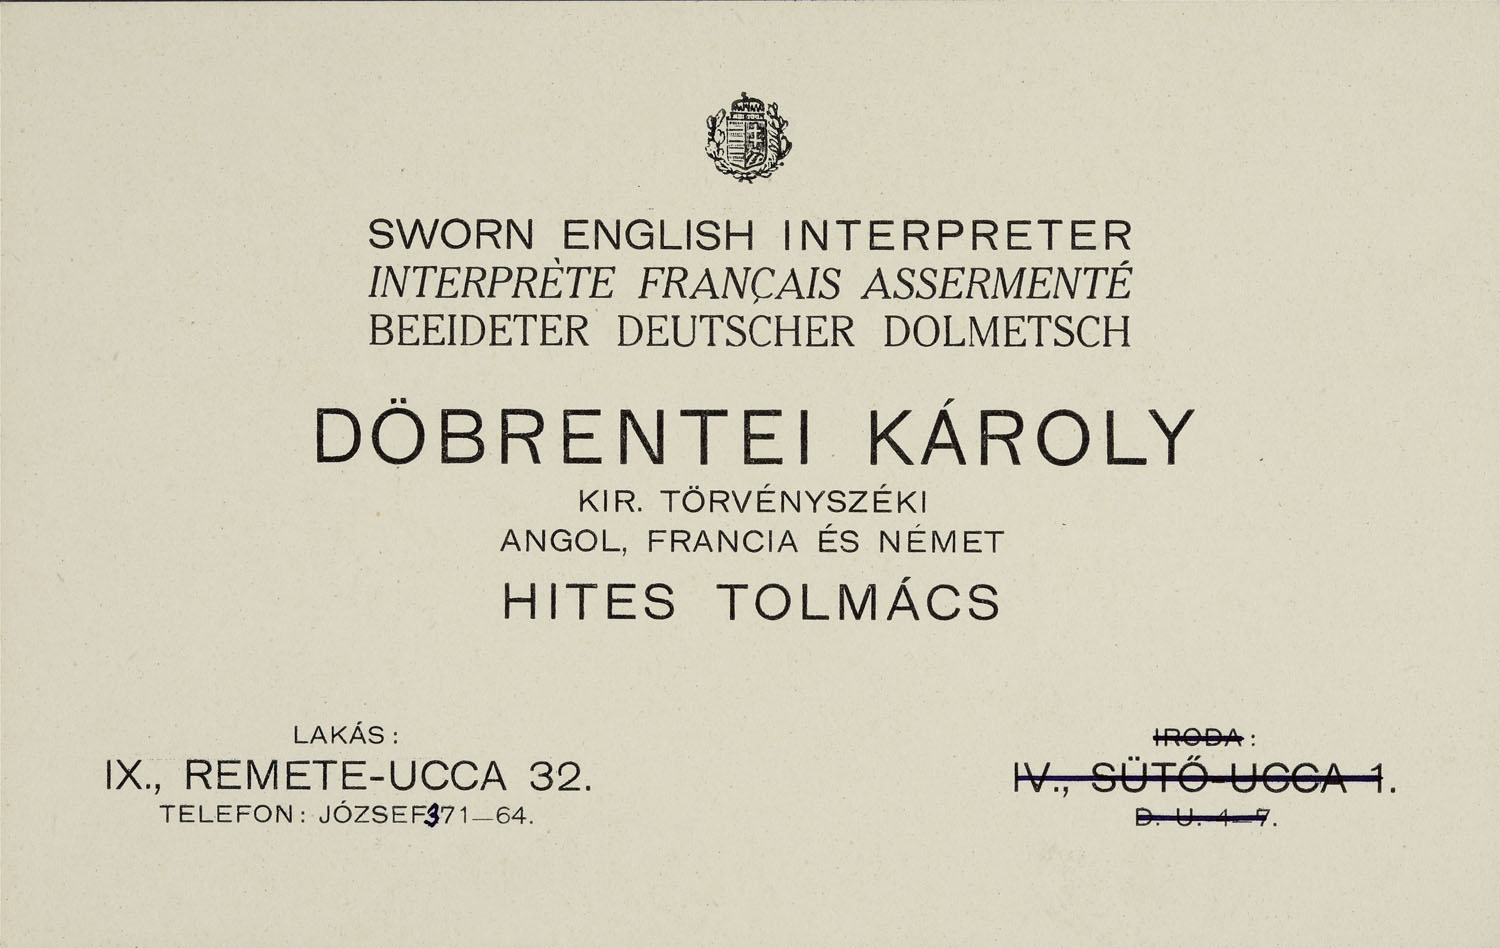 SWORN ENGLISH INTERPRETER
INTERPRÈTE FRANÇAIS ASSERMENTÉ
BEEIDETER DEUTSCHER DOLMETSCH
DÖBRENTEI KÁROLY
KIR. TÖRVÉNYSZÉKI
ANGOL, FRANCIA ÉS NÉMET
HITES TOLMÁCS
LAKÁS:
IX., REMETE-UCCA 32.
TELEFON: JÓZSEF 371—64.
IRODA:
IV., SÜTŐ-UCCA 1.
D. U. 4—7.